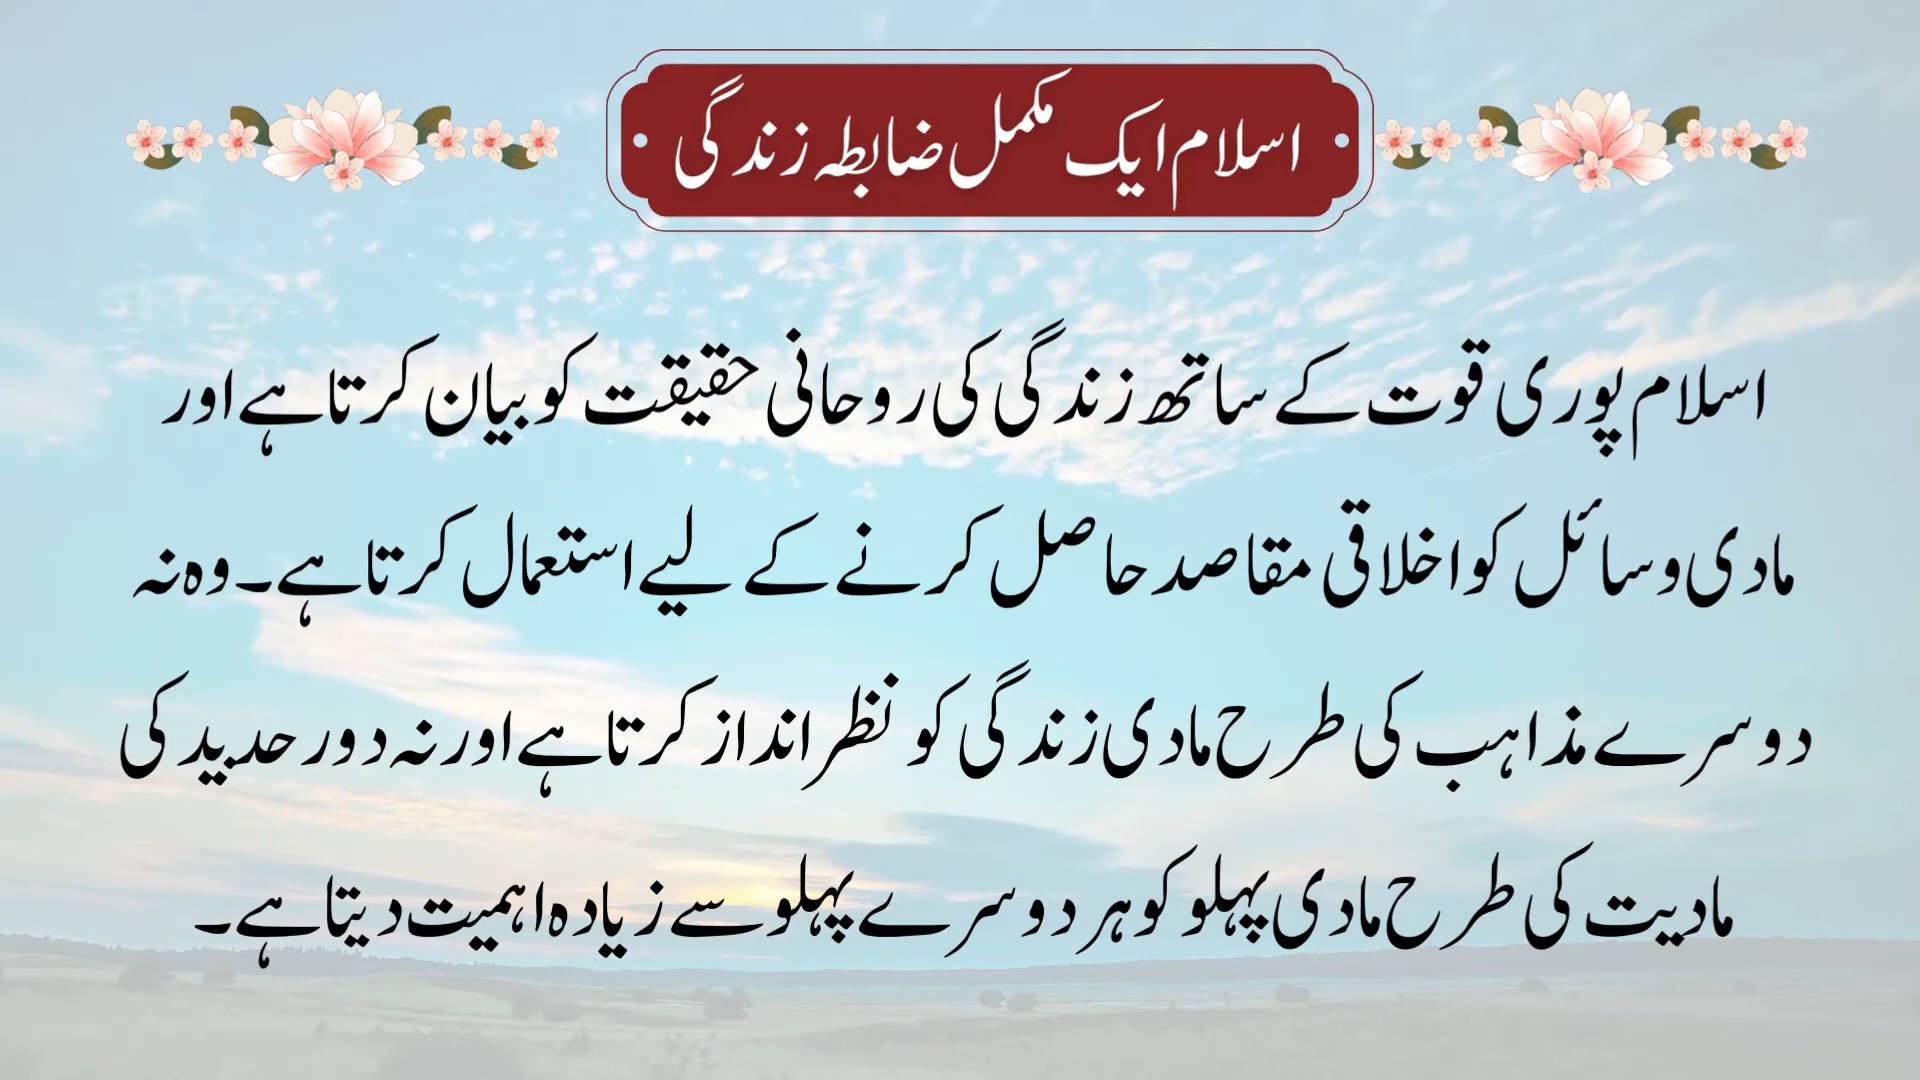 اسلام ایک مکمل ضابطہ زندگی
اسلام پوری قوت کے ساتھ زندگی کی روحانی حقیقت کو بیان کرتا ہے اور
مادی وسائل کو اخلاقی مقاصد حاصل کرنے کے لیے استعمال کرتا ہے۔ وہ نہ
دوسرے مذاہب کی طرح مادی زندگی کو نظر انداز کرتا ہے اور نہ دور حدید کی
مادیت کی طرح مادی پہلو کو ہر دوسرے پہلو سے زیادہ اہمیت دیتا ہے۔